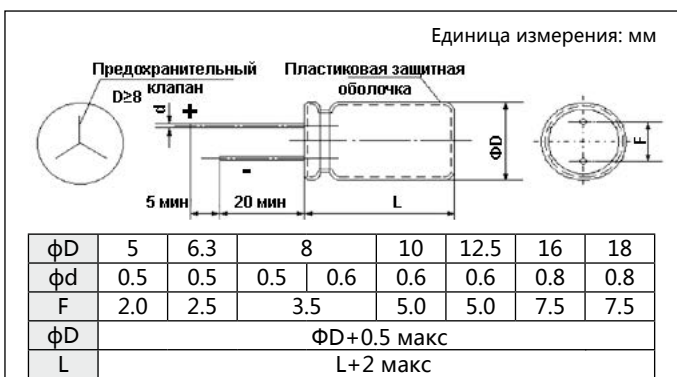 Единица измерения: мм
Предохранительный
клапан
D≥8
Пластиковая защитная
оболочка
d
+
-
ΦD
F
5 мин
20 мин
L
ϕD 5 6.3 8 10 12.5 16 18
ϕd 0.5 0.5 0.5 0.6 0.6 0.6 0.8 0.8
F 2.0 2.5 3.5 5.0 5.0 7.5 7.5
ϕD ΦD+0.5 макс
L L+2 макс